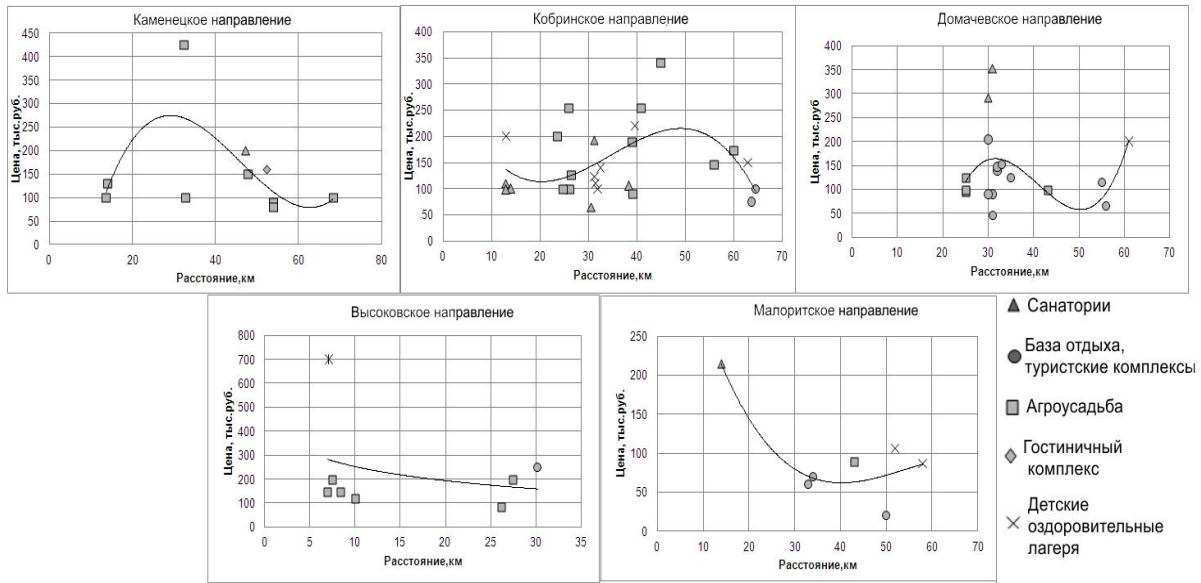 Каменецкое направление
Цена, тыс.руб.
450
400
350
300
250
200
150
100
50
0
0 20 40 60 80
Расстояние,км
Кобринское направление
Цена, тыс.руб.
400
350
300
250
200
150
100
50
0
0 10 20 30 40 50 60 70
Расстояние,км
Домачевское направление
Цена, тыс.руб
400
350
300
250
200
150
100
50
0
0 10 20 30 40 50 60 70
Расстояние,км
Высоковское направление
Цена, тыс.руб.
800
700
600
500
400
300
200
100
0
0 5 10 15 20 25 30 35
Расстояние,км
Малоритское направление
Цена, тыс.руб.
250
200
150
100
50
0
0 10 20 30 40 50 60 70
Расстояние,км
Санатории
База отдыха,
туристские комплексы
Агроусадьба
Гостиничный
комплекс
Детские
оздоровительные
лагеря